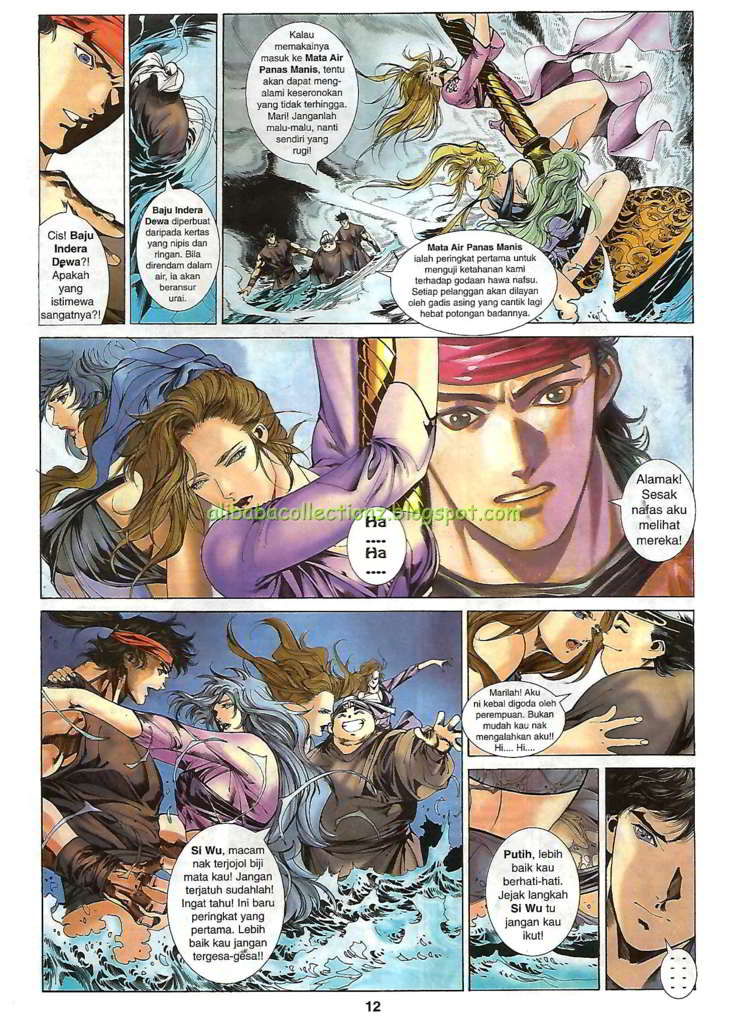 Cis! Baju
Indera
Dewa?!
Apakah
yang
istimewa
sangatnya?!
Baju Indera
Dewa diperbuat
daripada kertas
yang nipis dan
ringan. Bila
direndam dalam
air, ia akan
beransur
urai.
Kalau
memakainya
masuk ke Mata Air
Panas Manis, tentu
akan dapat meng-
alami keseronokan
yang tidak terhingga.
Mari! Janganlah
malu-malu, nanti
sendiri yang
rugi!
Mata Air Panas Manis
ialah peringkat pertama untuk
menguji ketahanan kami
terhadap godaan hawa nafsu.
Setiap pelanggan akan dilayan
oleh gadis asing yang cantik lagi
hebat potongan badannya.
alibabacollectionz.blogspot.com
Ha
....
Ha
....
Alamak!
Sesak
nafas aku
melihat
mereka!
Si Wu, macam
nak terjojol biji
mata kau! Jangan
terjatuh sudahlah!
Ingat tahu! Ini baru
peringkat yang
pertama. Lebih
baik kau jangan
tergesa-gesa!!
Marilah! Aku
ni kebal digoda oleh
perempuan. Bukan
mudah kau nak
mengalahkan aku!!
Hi.... Hi....
Putih, lebih
baik kau
berhati-hati.
Jejak langkah
Si Wu tu
jangan kau
ikut!
12